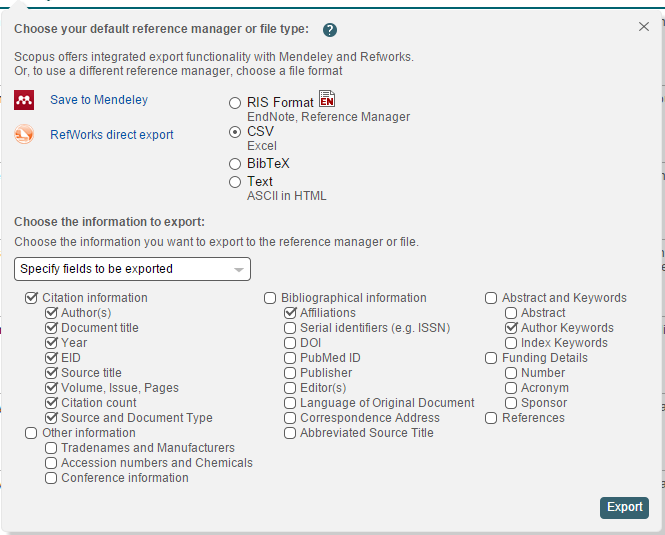 Choose your default reference manager or file type: ?
Scopus offers integrated export functionality with Mendeley and Refworks.
Or, to use a different reference manager, choose a file format
Save to Mendeley
RefWorks direct export
RIS Format EN
EndNote, Reference Manager
CSV
Excel
BibTeX
Text
ASCII in HTML
Choose the information to export:
Choose the information you want to export to the reference manager or file.
Specify fields to be exported
Citation information
Author(s)
Document title
Year
EID
Source title
Volume, Issue, Pages
Citation count
Source and Document Type
Other information
Tradenames and Manufacturers
Accession numbers and Chemicals
Conference information
Bibliographical information
Affiliations
Serial identifiers (e.g. ISSN)
DOI
PubMed ID
Publisher
Editor(s)
Language of Original Document
Correspondence Address
Abbreviated Source Title
Abstract and Keywords
Abstract
Author Keywords
Index Keywords
Funding Details
Number
Acronym
Sponsor
References
Export